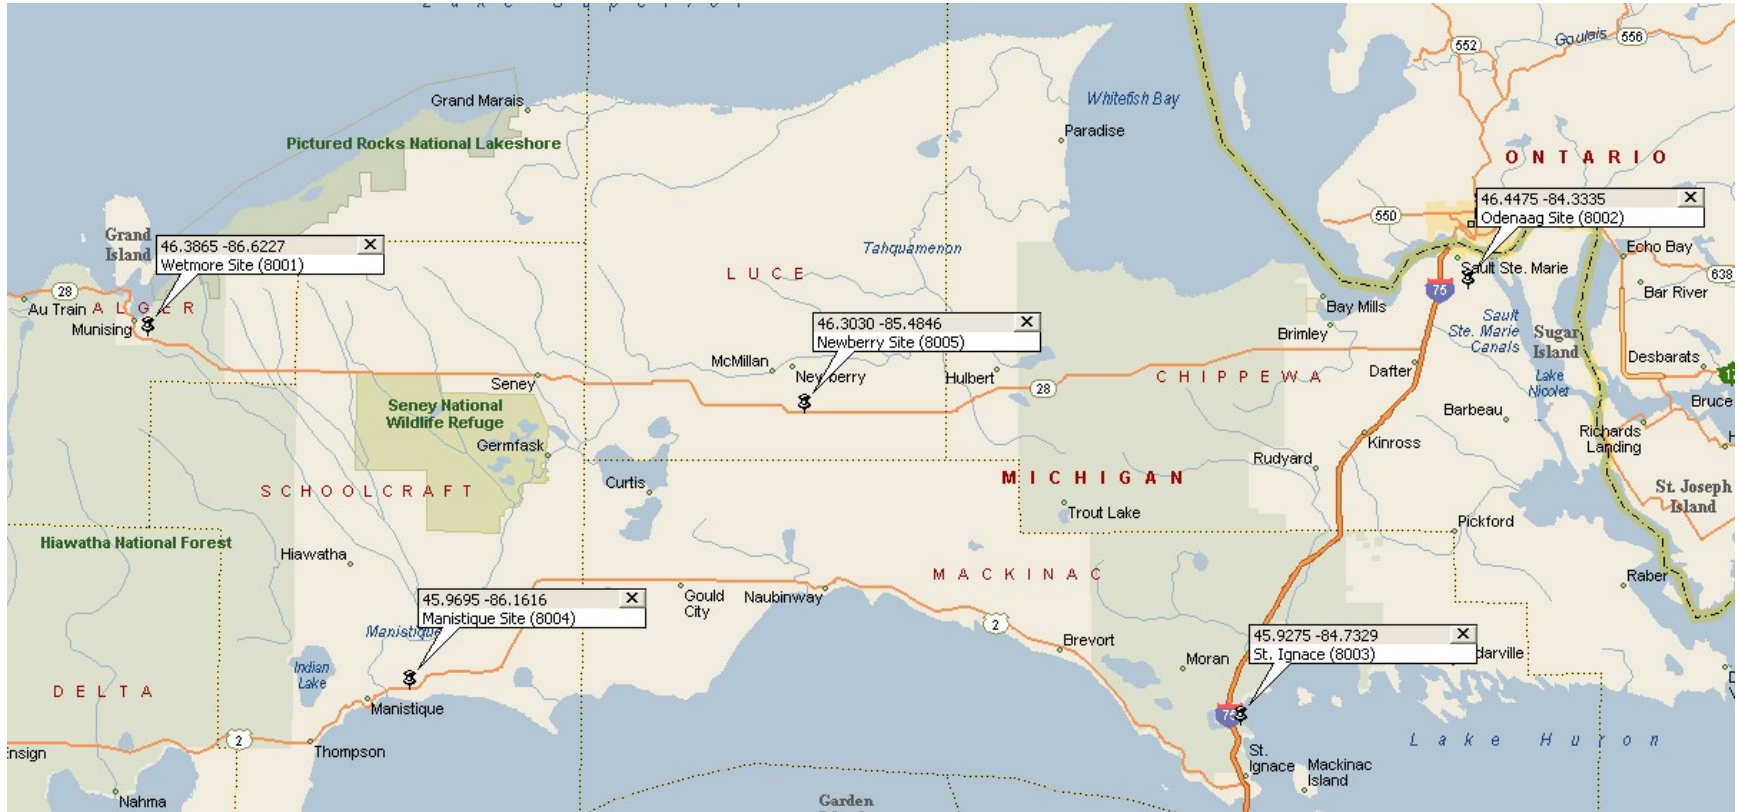 Lake Superior
552
Goulais
556
Grand Marais
Whitefish Bay
Pictured Rocks National Lakeshore
Paradise
ONTARIO
46.4475 -84.3335
Odenaag Site (8002)
550
Grand
Island
46.3865 -86.6227
Wetmore Site (8001)
Tahquamenon
Echo Bay
LUCE
Sault Ste. Marie
638
28
Au Train
ALGER
75
Bar River
Munising
Bay Mills
46.3030 -85.4846
Newberry Site (8005)
Brimley
Sault
Ste. Marie
Canals
Sugar
Island
McMillan
Newberry
Hulbert
Dafter
Desbarats
Seney
28
CHIPPEWA
Lake
Nicolet
17
Seney National
Wildlife Refuge
Barbeau
Bruce
Germfask
Kinross
Richards
Landing
H
Curtis
MICHIGAN
Rudyard
SCHOOLCRAFT
St. Joseph
Island
Trout Lake
Pickford
Hiawatha National Forest
Hiawatha
MACKINAC
Raber
45.9695 -86.1616
Manistique Site (8004)
Gould
City
Naubinway
2
Manistique
Brevort
45.9275 -84.7329
St. Ignace (8003)
darville
Moran
Indian
Lake
DELTA
Manistique
75
2
Lake Huron
Ensign
Thompson
St.
Ignace
Mackinac
Island
Nahma
Garden